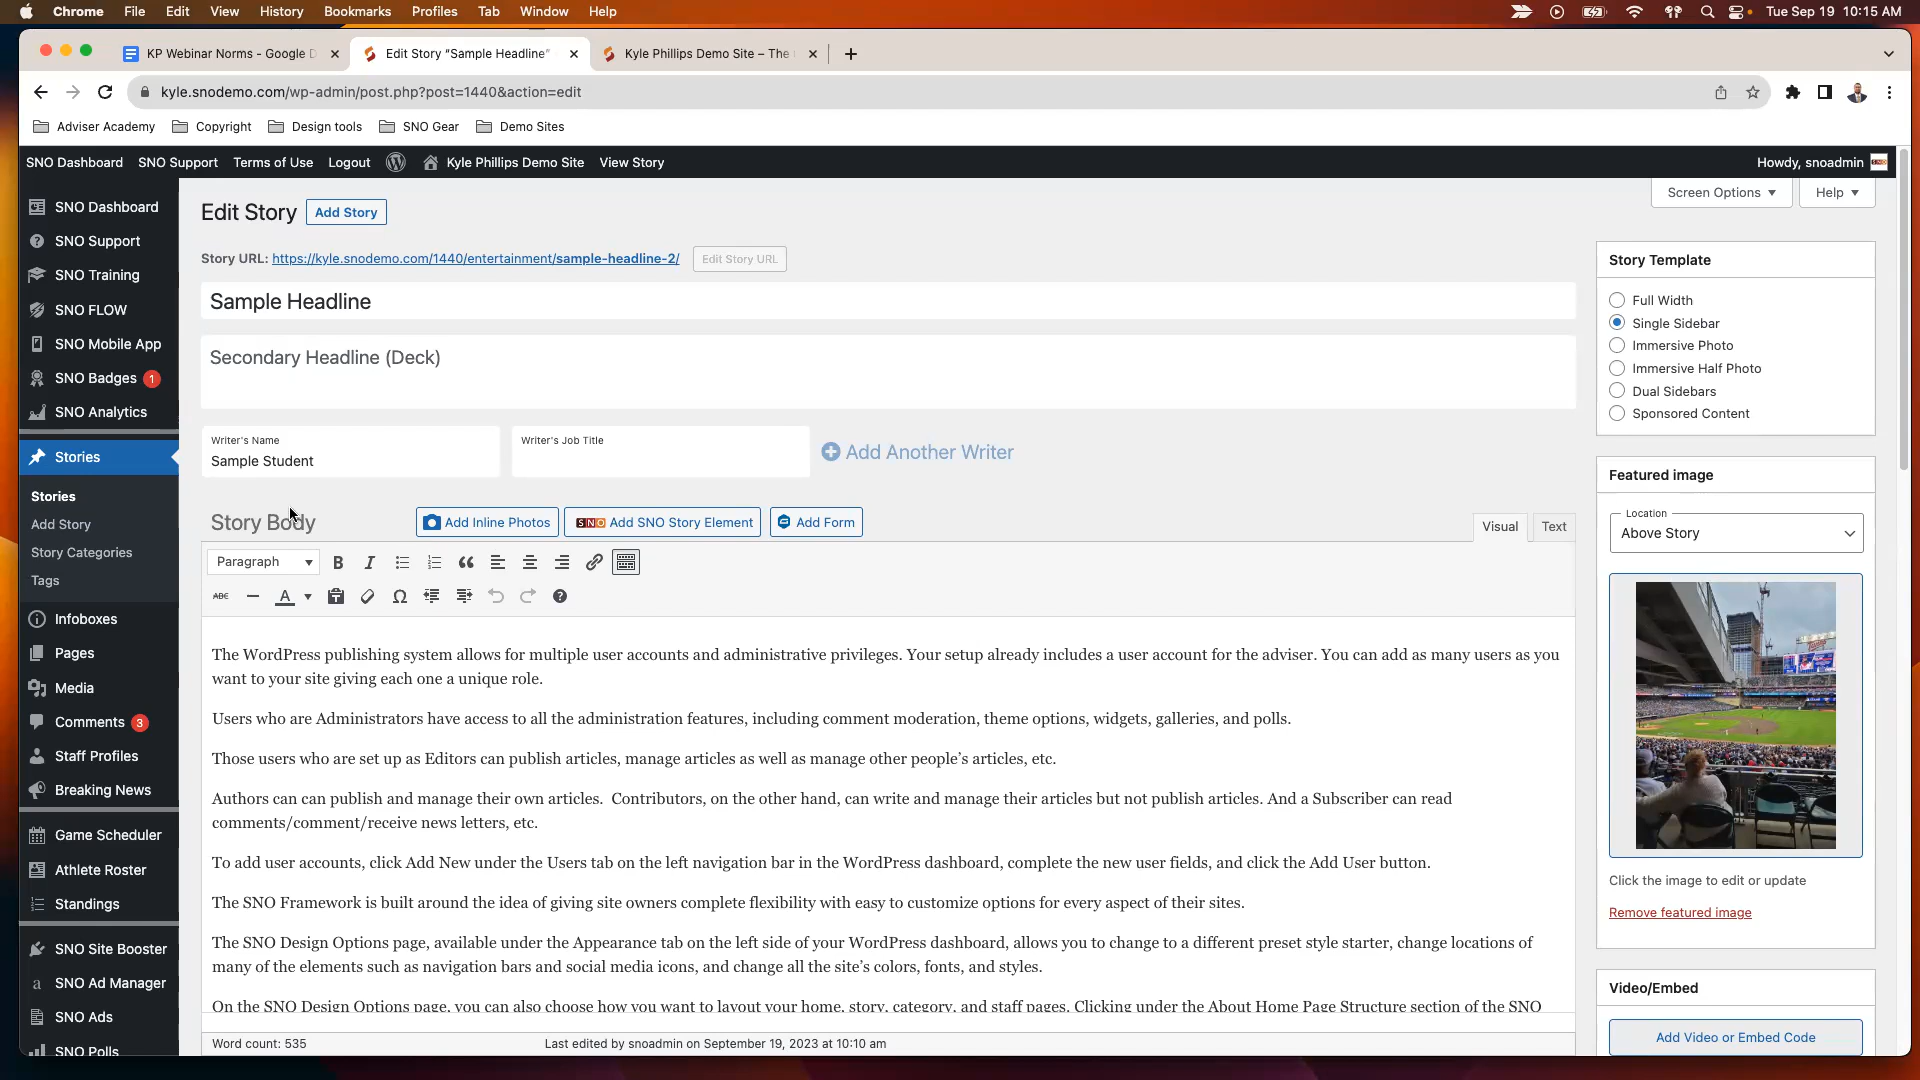 Chrome File Edit View History Bookmarks Profiles Tab Window Help Tue Sep 19 10:15 AM
KP Webinar Norms - Google D Edit Story “Sample Headline” Kyle Phillips Demo Site – The
kyle.snodemo.com/wp-admin/post.php?post=1440&action=edit
Adviser Academy Copyright Design tools SNO Gear Demo Sites
SNO Dashboard SNO Support Terms of Use Logout Kyle Phillips Demo Site View Story Howdy, snoadmin
Screen Options Help
SNO Dashboard
SNO Support
SNO Training
SNO FLOW
SNO Mobile App
SNO Badges 1
SNO Analytics
Stories
Stories
Add Story
Story Categories
Tags
Infoboxes
Pages
Media
Comments 3
Staff Profiles
Breaking News
Game Scheduler
Athlete Roster
Standings
SNO Site Booster
SNO Ad Manager
SNO Ads
SNO Polls
Edit Story Add Story
Story URL: https://kyle.snodemo.com/1440/entertainment/sample-headline-2/ Edit Story URL
Sample Headline
Secondary Headline (Deck)
Writer's Name Writer's Job Title
Sample Student
Add Another Writer
Story Body Add Inline Photos SNO Add SNO Story Element Add Form Visual Text
Paragraph B I
ABC A Ω
The WordPress publishing system allows for multiple user accounts and administrative privileges. Your setup already includes a user account for the adviser. You can add as many users as you
want to your site giving each one a unique role.
Users who are Administrators have access to all the administration features, including comment moderation, theme options, widgets, galleries, and polls.
Those users who are set up as Editors can publish articles, manage articles as well as manage other people’s articles, etc.
Authors can can publish and manage their own articles.  Contributors, on the other hand, can write and manage their articles but not publish articles. And a Subscriber can read
comments/comment/receive news letters, etc.
To add user accounts, click Add New under the Users tab on the left navigation bar in the WordPress dashboard, complete the new user fields, and click the Add User button.
The SNO Framework is built around the idea of giving site owners complete flexibility with easy to customize options for every aspect of their sites.
The SNO Design Options page, available under the Appearance tab on the left side of your WordPress dashboard, allows you to change to a different preset style starter, change locations of
many of the elements such as navigation bars and social media icons, and change all the site’s colors, fonts, and styles.
On the SNO Design Options page, you can also choose how you want to layout your home, story, category, and staff pages. Clicking under the About Home Page Structure section of the SNO
Word count: 535 Last edited by snoadmin on September 19, 2023 at 10:10 am
Story Template
Full Width
Single Sidebar
Immersive Photo
Immersive Half Photo
Dual Sidebars
Sponsored Content
Featured image
Location
Above Story
Click the image to edit or update
Remove featured image
Video/Embed
Add Video or Embed Code